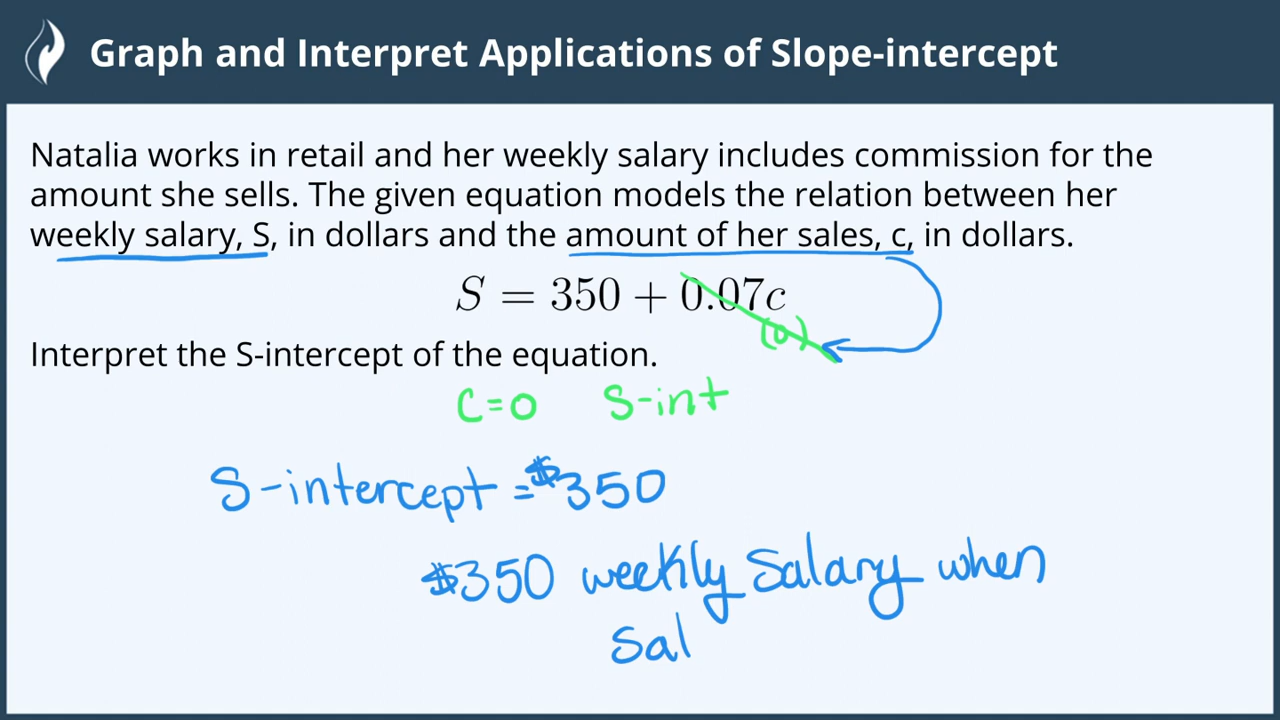 Graph and Interpret Applications of Slope-intercept
Natalia works in retail and her weekly salary includes commission for the
amount she sells. The given equation models the relation between her
weekly salary, S, in dollars and the amount of her sales, c, in dollars.
S = 350 + 0.07c
(0)
Interpret the S-intercept of the equation.
C=0 S-int
S-intercept = $350
$350 weekly Salary when
Sal